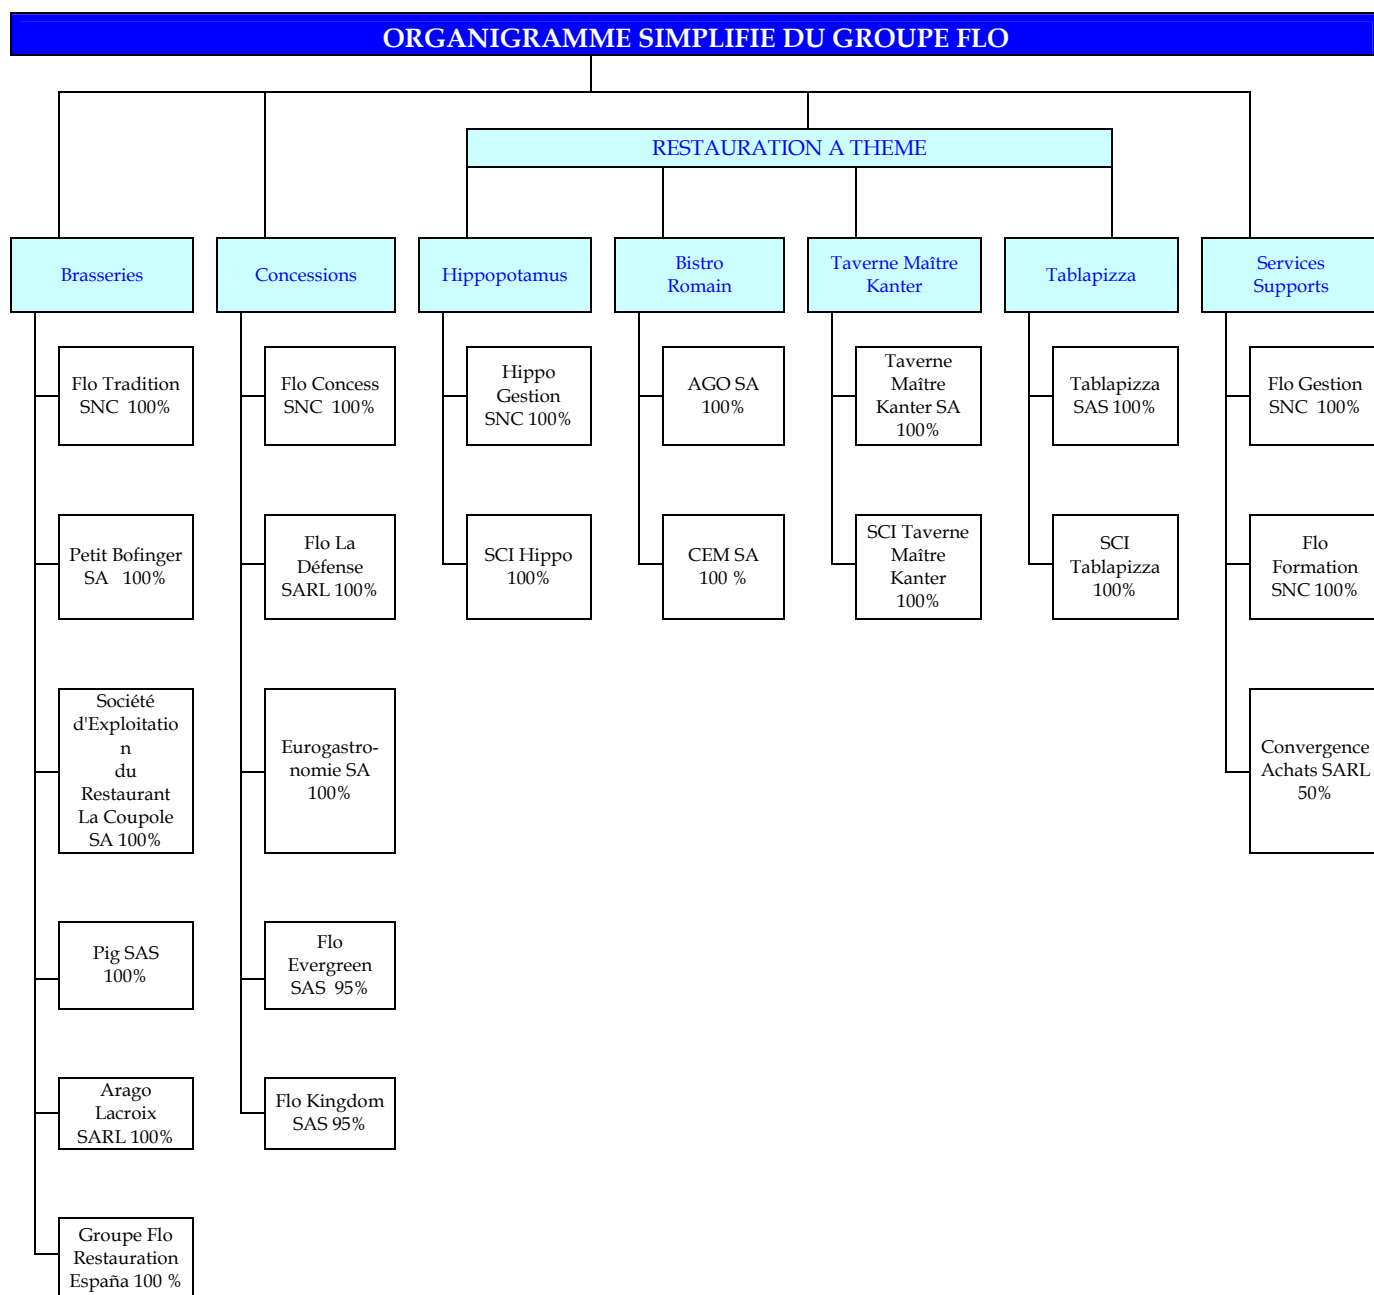 ORGANIGRAMME SIMPLIFIE DU GROUPE FLO
RESTAURATION A THEME
Brasseries
Concessions
Hippopotamus
Bistro
Romain
Taverne Maître
Kanter
Tablapizza
Services
Supports
Flo Tradition
SNC 100%
Flo Concess
SNC 100%
Hippo
Gestion
SNC 100%
AGO SA
100%
Taverne
Maître
Kanter SA
100%
Tablapizza
SAS 100%
Flo Gestion
SNC 100%
Petit Bofinger
SA 100%
Flo La
Défense
SARL 100%
SCI Hippo
100%
CEM SA
100 %
SCI Taverne
Maître
Kanter
100%
SCI
Tablapizza
100%
Flo
Formation
SNC 100%
Société
d'Exploitatio
n
du
Restaurant
La Coupole
SA 100%
Eurogastro-
nomie SA
100%
Convergence
Achats SARL
50%
Pig SAS
100%
Flo
Evergreen
SAS 95%
Arago
Lacroix
SARL 100%
Flo Kingdom
SAS 95%
Groupe Flo
Restauration
España 100 %